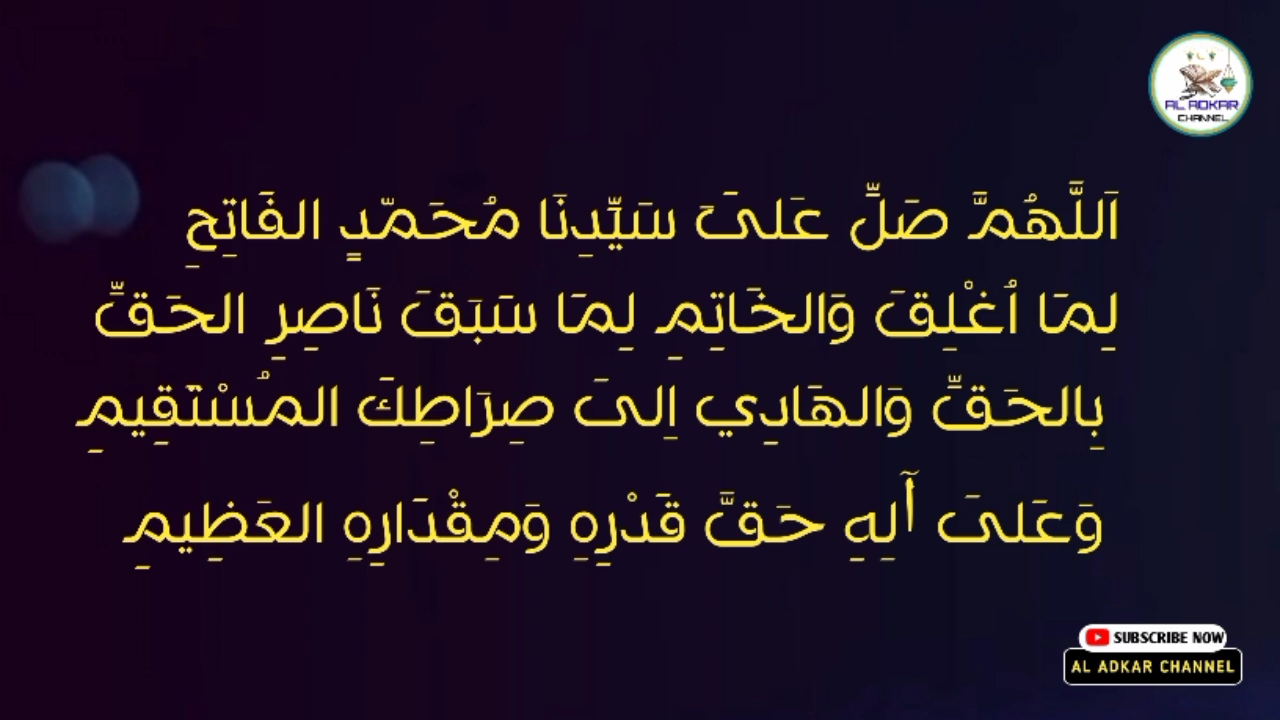 AL ADKAR
CHANNEL
اَللَّهُمَّ صَلِّ عَلىَ سَيِّدِنَا مُحَمّدٍ الفَاتِحِ
لِمَا اُغْلِقَ وَالخَاتِمِ لِمَا سَبَقَ نَاصِرِ الحَقِّ
بِالحَقِّ وَالهَادِي اِلىَ صِرَاطِكَ المُسْتَقِيمِ
وَعَلىَ آلِهِ حَقَّ قَدْرِهِ وَمِقْدَارِهِ العَظِيمِ
SUBSCRIBE NOW
AL ADKAR CHANNEL